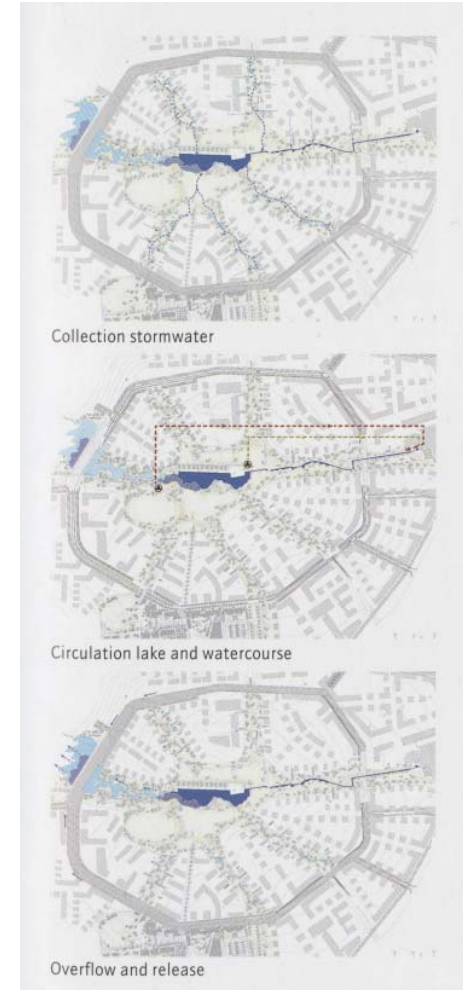 Collection stormwater
Circulation lake and watercourse
Overflow and release